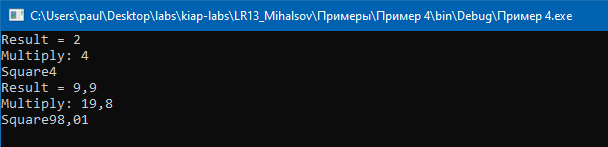 C:\Users\paul\Desktop\labs\kiap-labs\LR13_Mihalsov\Примеры\Пример 4\bin\Debug\Пример 4.exe
Result = 2
Multiply: 4
Square4
Result = 9,9
Multiply: 19,8
Square98,01